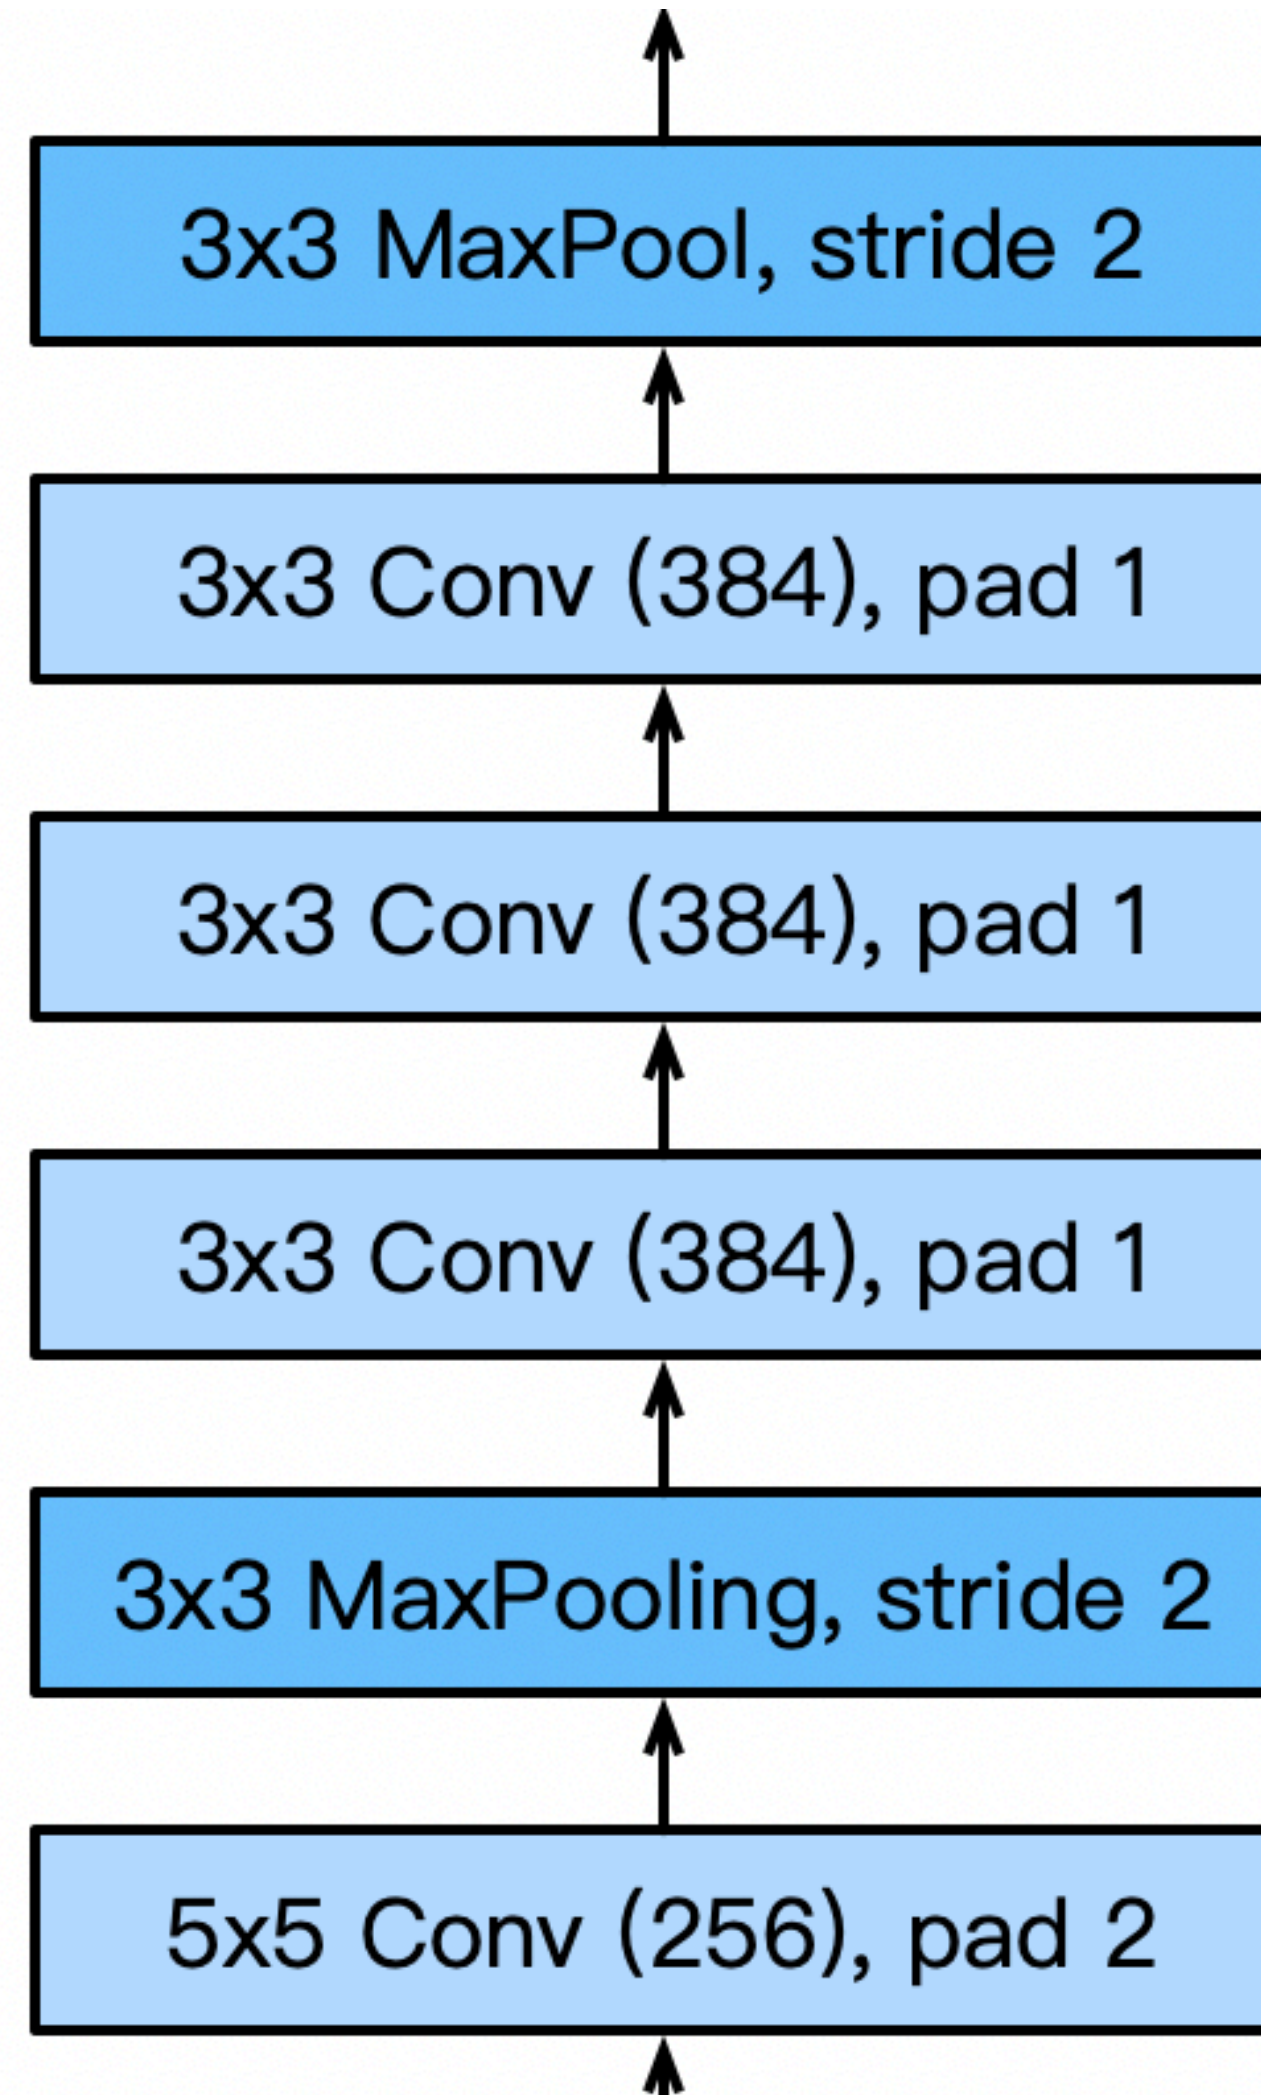 3x3 MaxPool, stride 2
3x3 Conv (384), pad 1
3x3 Conv (384), pad 1
3x3 Conv (384), pad 1
3x3 MaxPooling, stride 2
5x5 Conv (256), pad 2